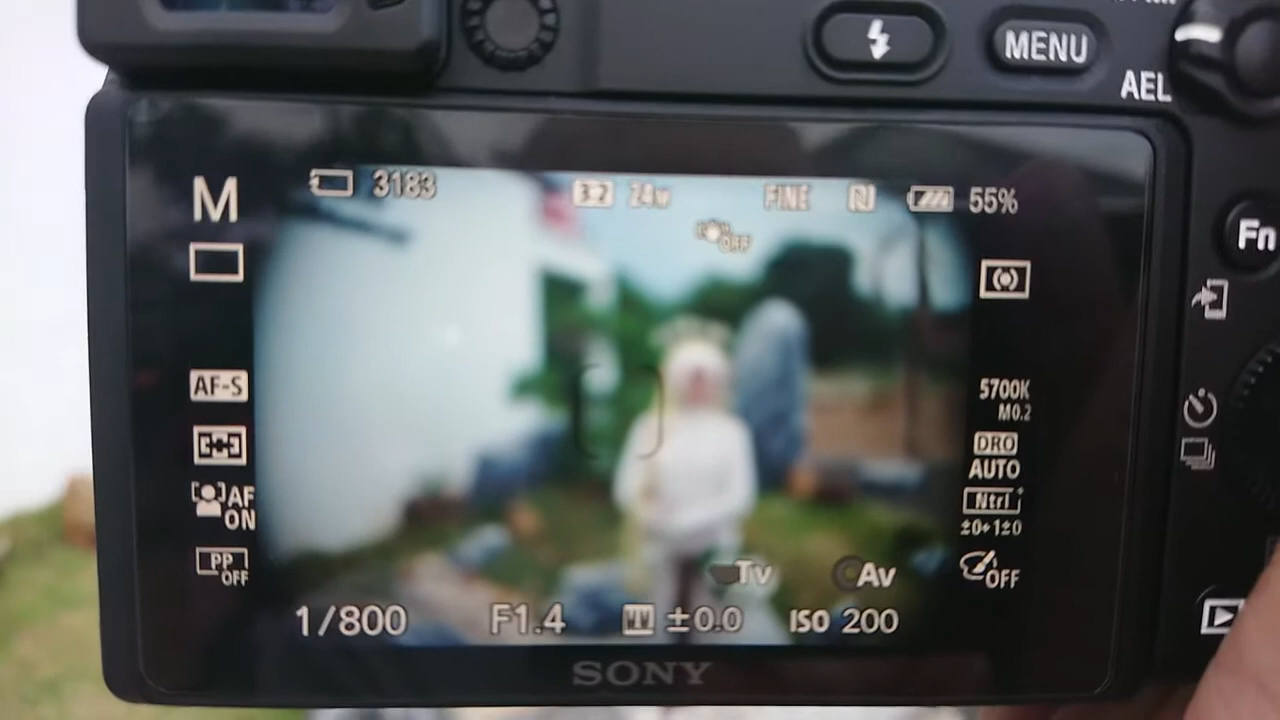 MENU
AEL
M
3183
3:2 24M FINE N 55%
OFF
Fn
AF-S
5700K
M0.2
DRO
AUTO
AF
ON
Ntrl
±0+1±0
PP
OFF
OFF
Tv
Av
1/800
F1.4
±0.0
ISO 200
SONY